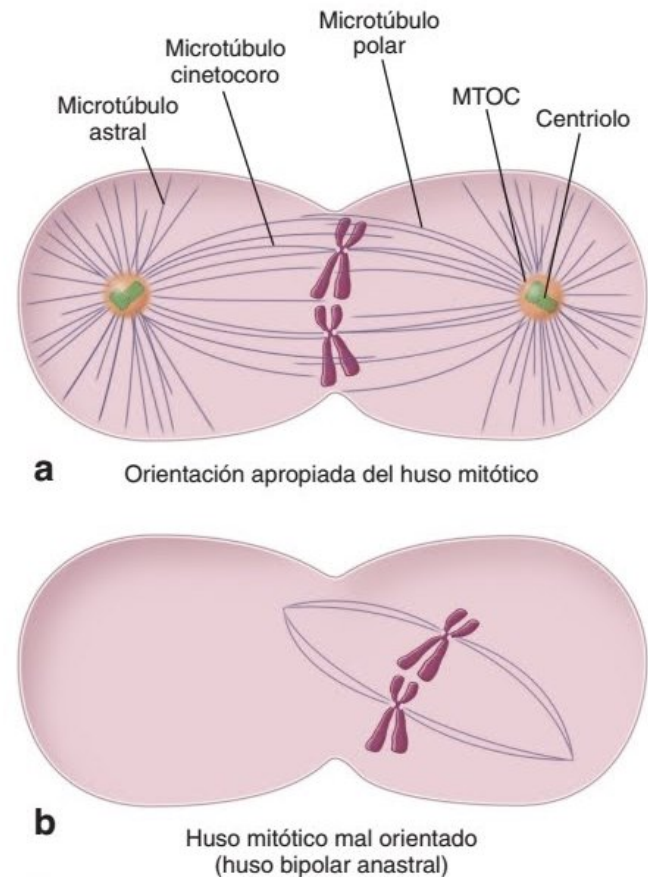 Microtúbulo
polar
Microtúbulo
cinetocoro
Microtúbulo
astral
MTOC
Centriolo
a
Orientación apropiada del huso mitótico
b
Huso mitótico mal orientado
(huso bipolar anastral)